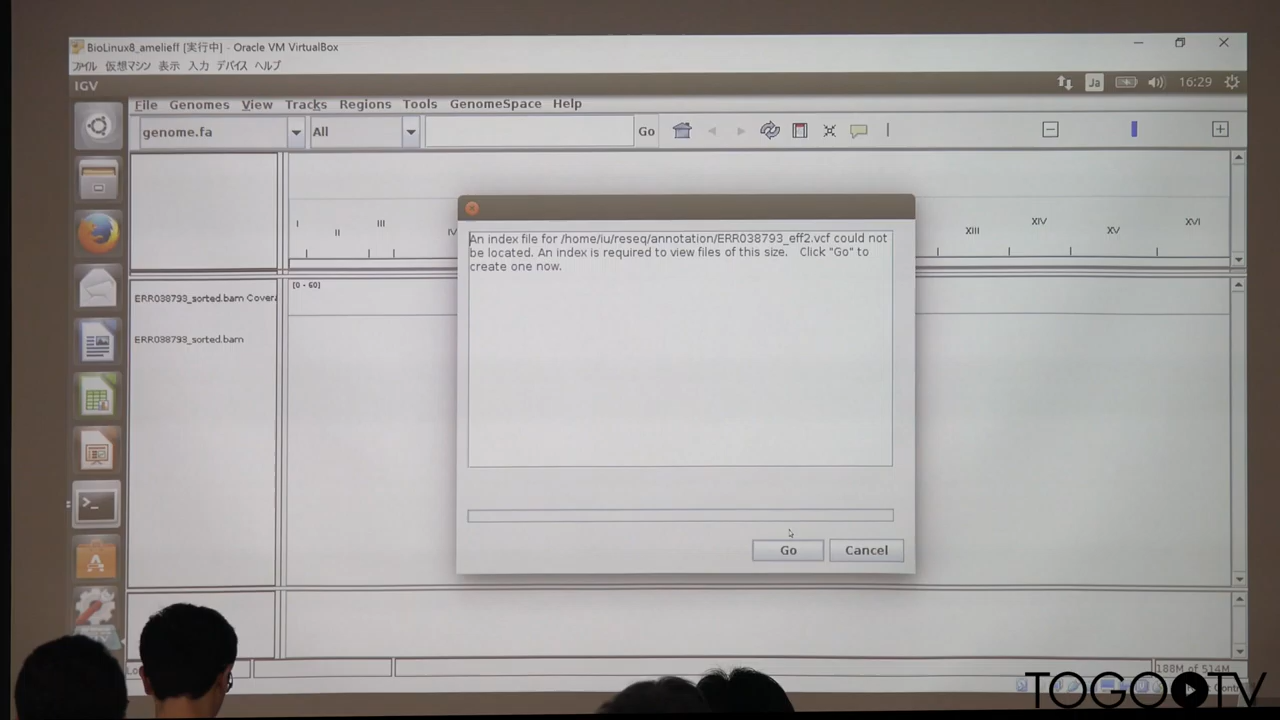 BioLinux8_amelieff [実行中] - Oracle VM VirtualBox
ファイル 仮想マシン 表示 入力 デバイス ヘルプ
IGV
Ja
16:29
File Genomes View Tracks Regions Tools GenomeSpace Help
genome.fa
All
Go
I
II
III
IV
XIII
XIV
XV
XVI
An index file for /home/iu/reseq/annotation/ERR038793_eff2.vcf could not
be located. An index is required to view files of this size. Click "Go" to
create one now.
ERR038793_sorted.bam Covera
[0 - 60]
ERR038793_sorted.bam
Go
Cancel
188M of 514M
TOGO TV